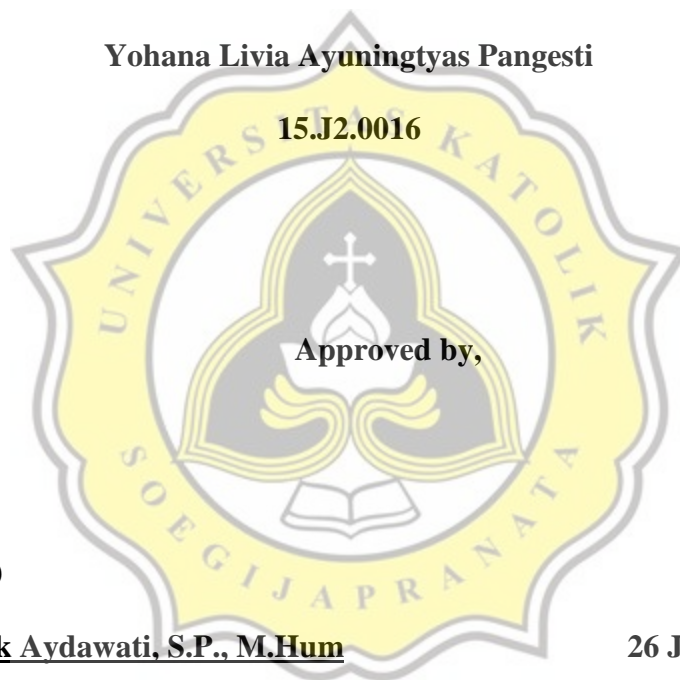 Yohana Livia Ayuningtyas Pangesti
15.J2.0016
UNIVERSITAS KATOLIK
Approved by,
SOEGIJAPRANATA
)
k Aydawati, S.P., M.Hum 26 J